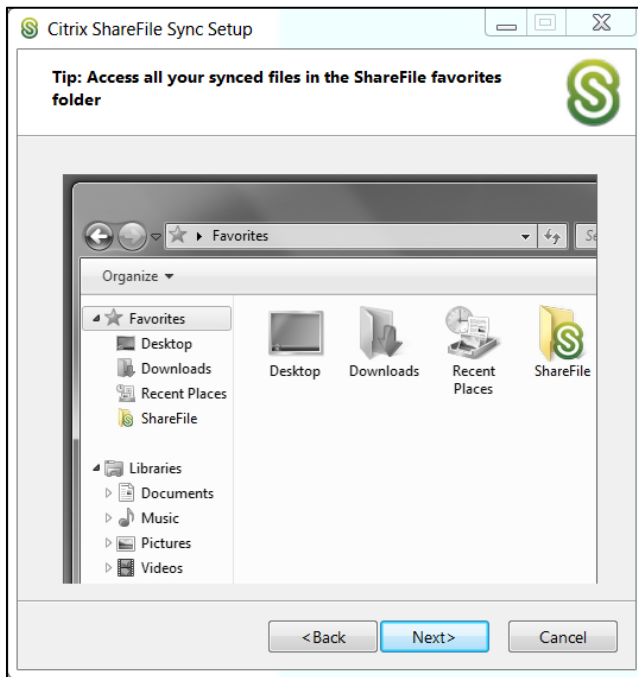 Citrix ShareFile Sync Setup
Tip: Access all your synced files in the ShareFile favorites
folder
Favorites
Organize
Favorites
Desktop
Downloads
Recent Places
ShareFile
Libraries
Documents
Music
Pictures
Videos
Desktop
Downloads
Recent
Places
ShareFile
<Back
Next>
Cancel